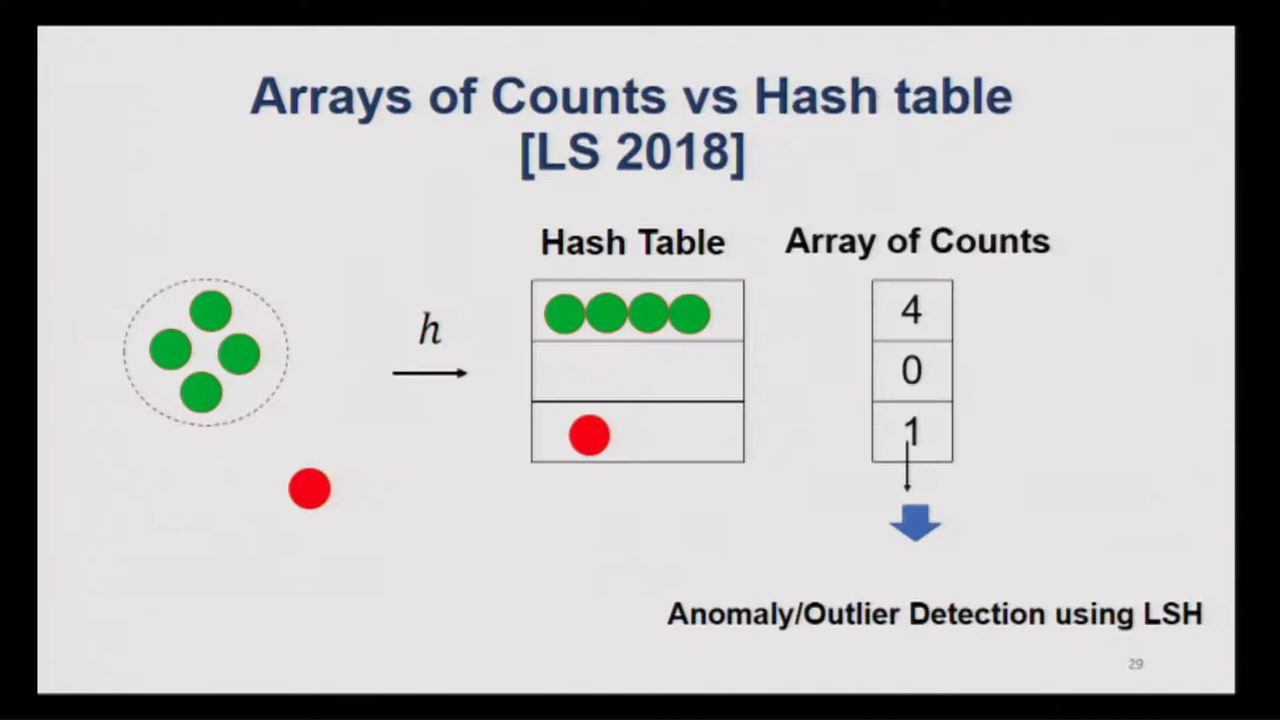 Arrays of Counts vs Hash table
[LS 2018]
Hash Table
Array of Counts
h
4
0
1
Anomaly/Outlier Detection using LSH
29